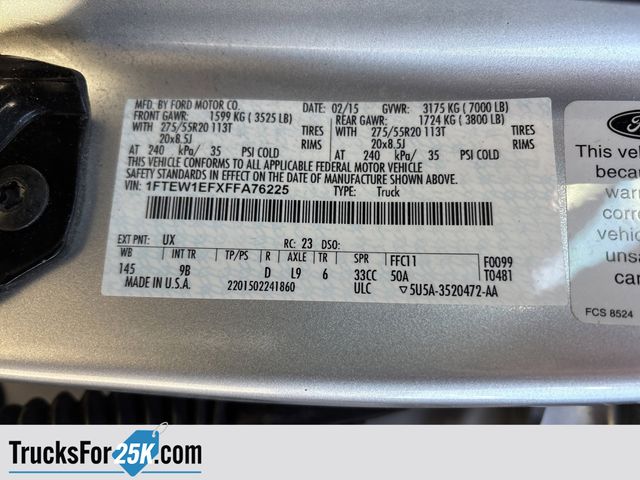 MFD. BY FORD MOTOR CO. DATE: 02/15 GVWR: 3175 KG ( 7000 LB)
FRONT GAWR: 1599 KG ( 3525 LB) REAR GAWR: 1724 KG ( 3800 LB)
WITH 275/55R20 113T TIRES WITH 275/55R20 113T TIRES
20x8.5J RIMS 20x8.5J RIMS
AT 240 kPa/ 35 PSI COLD AT 240 kPa/ 35 PSI COLD
THIS VEHICLE CONFORMS TO ALL APPLICABLE FEDERAL MOTOR VEHICLE
SAFETY STANDARDS IN EFFECT ON THE DATE OF MANUFACTURE SHOWN ABOVE.
VIN: 1FTEW1EFXFFA76225 TYPE: Truck
EXT PNT: UX RC: 23 DSO:
WB INT TR TP/PS R AXLE TR SPR FFC11 F0099
145 9B D L9 6 33CC 50A T0481
MADE IN U.S.A. 2201502241860 ULC 5U5A-3520472-AA
Ford
This veh
becau
warr
corre
vehic
unsa
car
FCS 8524
TrucksFor25K.com